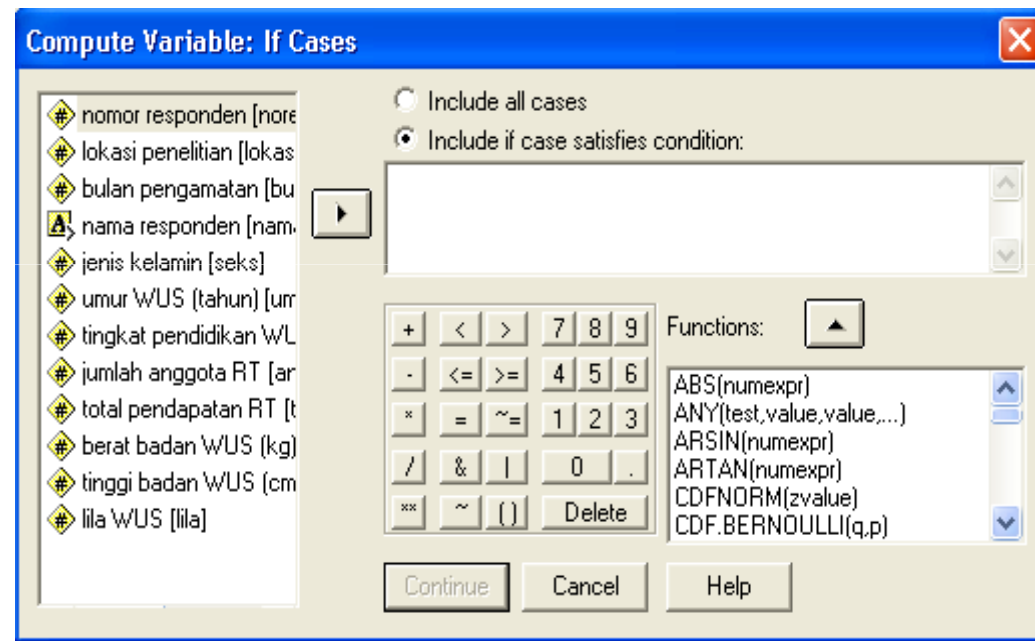 Compute Variable: If Cases
nomor responden [nore
lokasi penelitian [lokas
bulan pengamatan [bu
nama responden [nam
jenis kelamin [seks]
umur WUS (tahun) [um
tingkat pendidikan WU
jumlah anggota RT [ar
total pendapatan RT [t
berat badan WUS (kg)
tinggi badan WUS (cm
lila WUS [lila]
Include all cases
Include if case satisfies condition:
+ < > 7 8 9
- <= >= 4 5 6
* = ~= 1 2 3
/ & | 0 .
** ~ () Delete
Functions:
ABS(numexpr)
ANY(test,value,value,...)
ARSIN(numexpr)
ARTAN(numexpr)
CDFNORM(zvalue)
CDF.BERNOULLI(q,p)
Continue Cancel Help